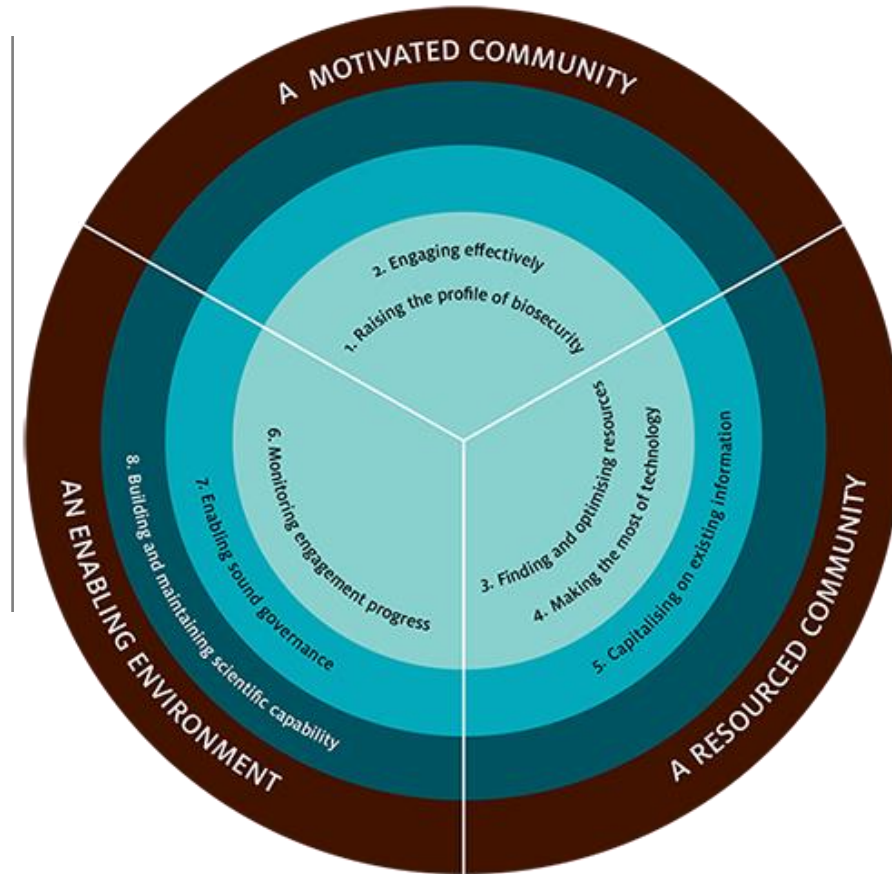 A MOTIVATED COMMUNITY
2. Engaging effectively
1. Raising the profile of biosecurity
3. Finding and optimising resources
4. Making the most of technology
5. Capitalising on existing information
A RESOURCED COMMUNITY
6. Monitoring engagement progress
7. Enabling sound governance
8. Building and maintaining scientific capability
AN ENABLING ENVIRONMENT